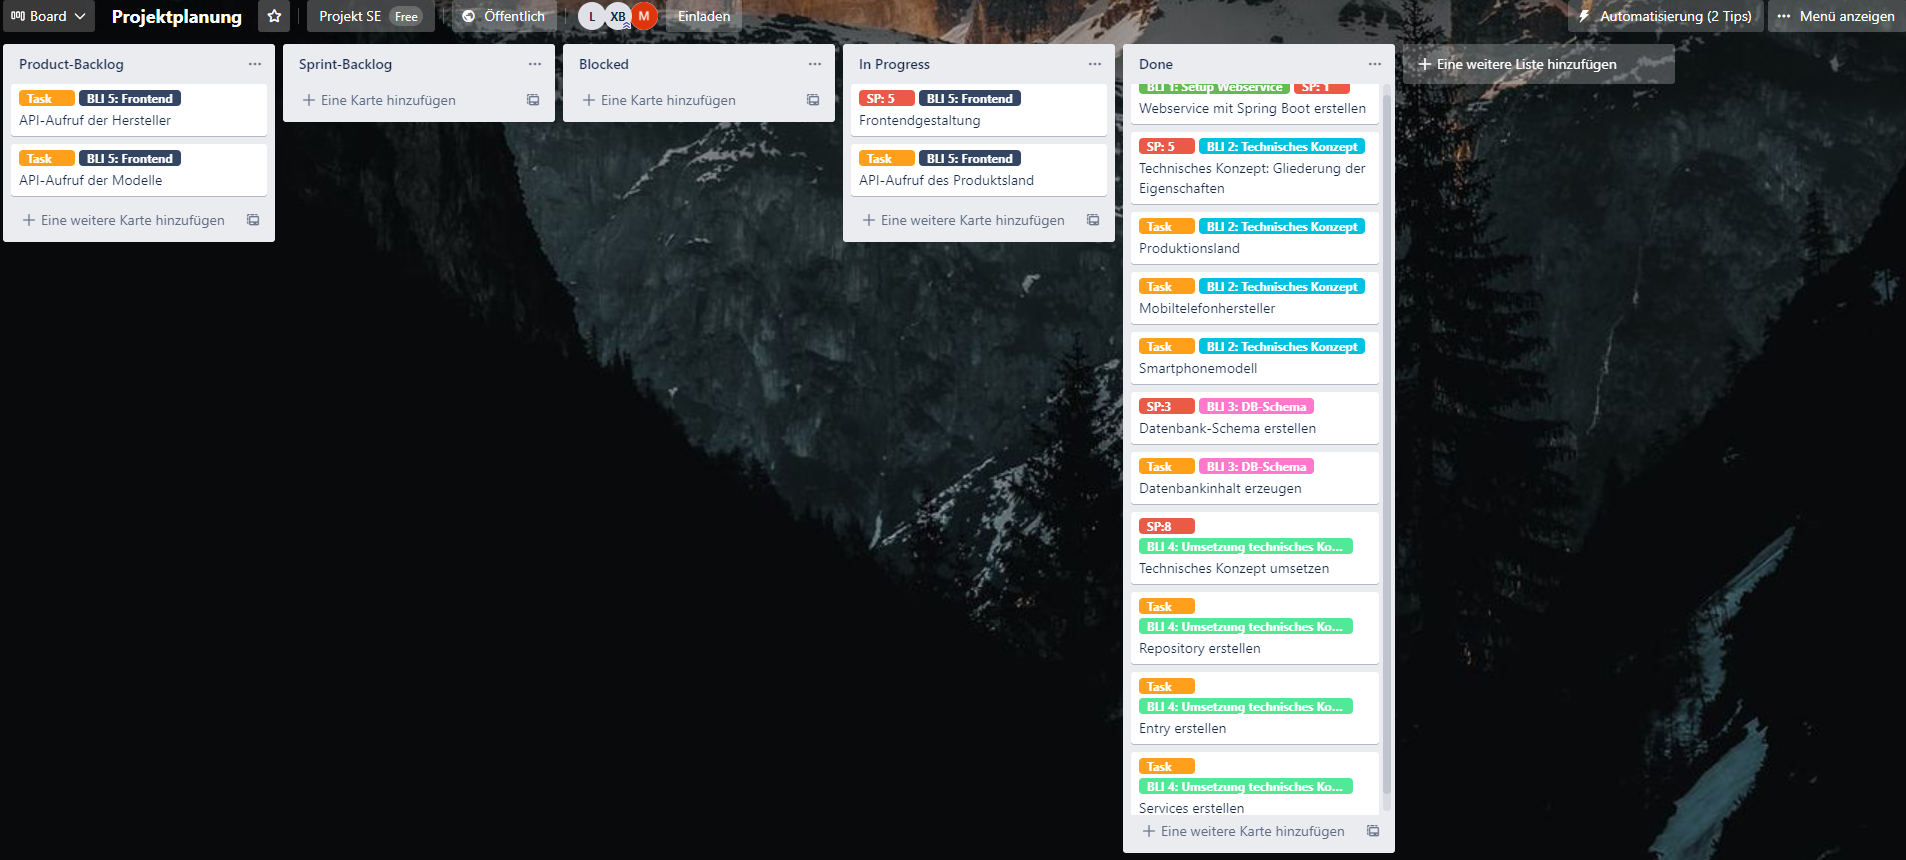 Board
Projektplanung
Projekt SE Free
Öffentlich
L XB M
Einladen
Automatisierung (2 Tips)
Menü anzeigen
Product-Backlog
Task BLI 5: Frontend
API-Aufruf der Hersteller
Task BLI 5: Frontend
API-Aufruf der Modelle
Eine weitere Karte hinzufügen
Sprint-Backlog
Eine Karte hinzufügen
Blocked
Eine Karte hinzufügen
In Progress
SP: 5 BLI 5: Frontend
Frontendgestaltung
Task BLI 5: Frontend
API-Aufruf des Produktsland
Eine weitere Karte hinzufügen
Done
BLI 1: Setup Webservice SP: 1
Webservice mit Spring Boot erstellen
SP: 5 BLI 2: Technisches Konzept
Technisches Konzept: Gliederung der
Eigenschaften
Task BLI 2: Technisches Konzept
Produktionsland
Task BLI 2: Technisches Konzept
Mobiltelefonhersteller
Task BLI 2: Technisches Konzept
Smartphonemodell
SP:3 BLI 3: DB-Schema
Datenbank-Schema erstellen
Task BLI 3: DB-Schema
Datenbankinhalt erzeugen
SP:8
BLI 4: Umsetzung technisches Ko...
Technisches Konzept umsetzen
Task
BLI 4: Umsetzung technisches Ko...
Repository erstellen
Task
BLI 4: Umsetzung technisches Ko...
Entry erstellen
Task
BLI 4: Umsetzung technisches Ko...
Services erstellen
Eine weitere Karte hinzufügen
Eine weitere Liste hinzufügen